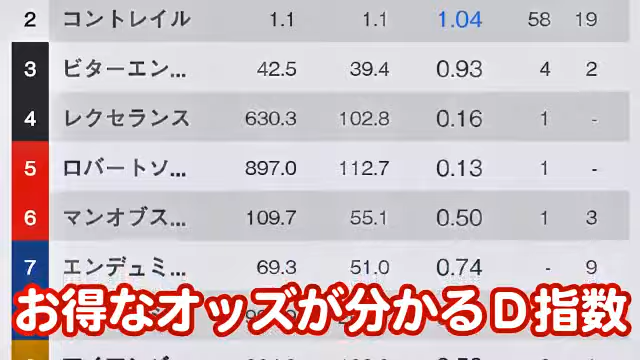 2 コントレイル 1.1 1.1 1.04 58 19
3 ビターエン... 42.5 39.4 0.93 4 2
4 レクセランス 630.3 102.8 0.16 1 -
5 ロバートソ... 897.0 112.7 0.13 1 -
6 マンオブス... 109.7 55.1 0.50 1 3
7 エンデュミ... 69.3 51.0 0.74 - 9
お得なオッズが分かるD指数